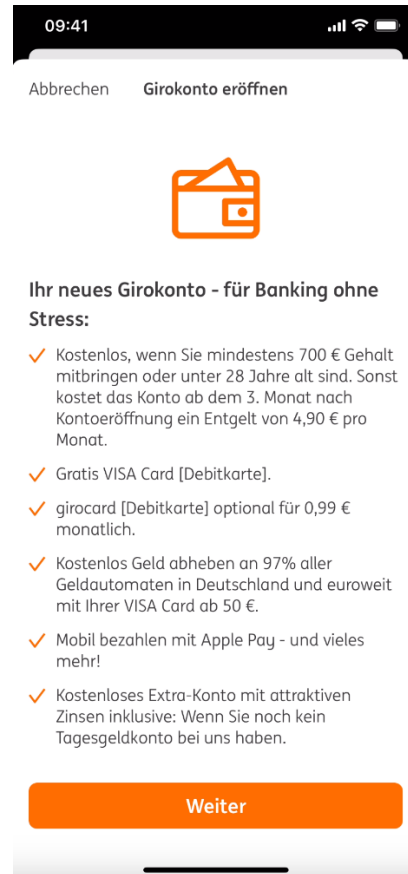 09:41
Abbrechen Girokonto eröffnen
Ihr neues Girokonto - für Banking ohne
Stress:
Kostenlos, wenn Sie mindestens 700 € Gehalt
mitbringen oder unter 28 Jahre alt sind. Sonst
kostet das Konto ab dem 3. Monat nach
Kontoeröffnung ein Entgelt von 4,90 € pro
Monat.
Gratis VISA Card [Debitkarte].
girocard [Debitkarte] optional für 0,99 €
monatlich.
Kostenlos Geld abheben an 97% aller
Geldautomaten in Deutschland und euroweit
mit Ihrer VISA Card ab 50 €.
Mobil bezahlen mit Apple Pay - und vieles
mehr!
Kostenloses Extra-Konto mit attraktiven
Zinsen inklusive: Wenn Sie noch kein
Tagesgeldkonto bei uns haben.
Weiter